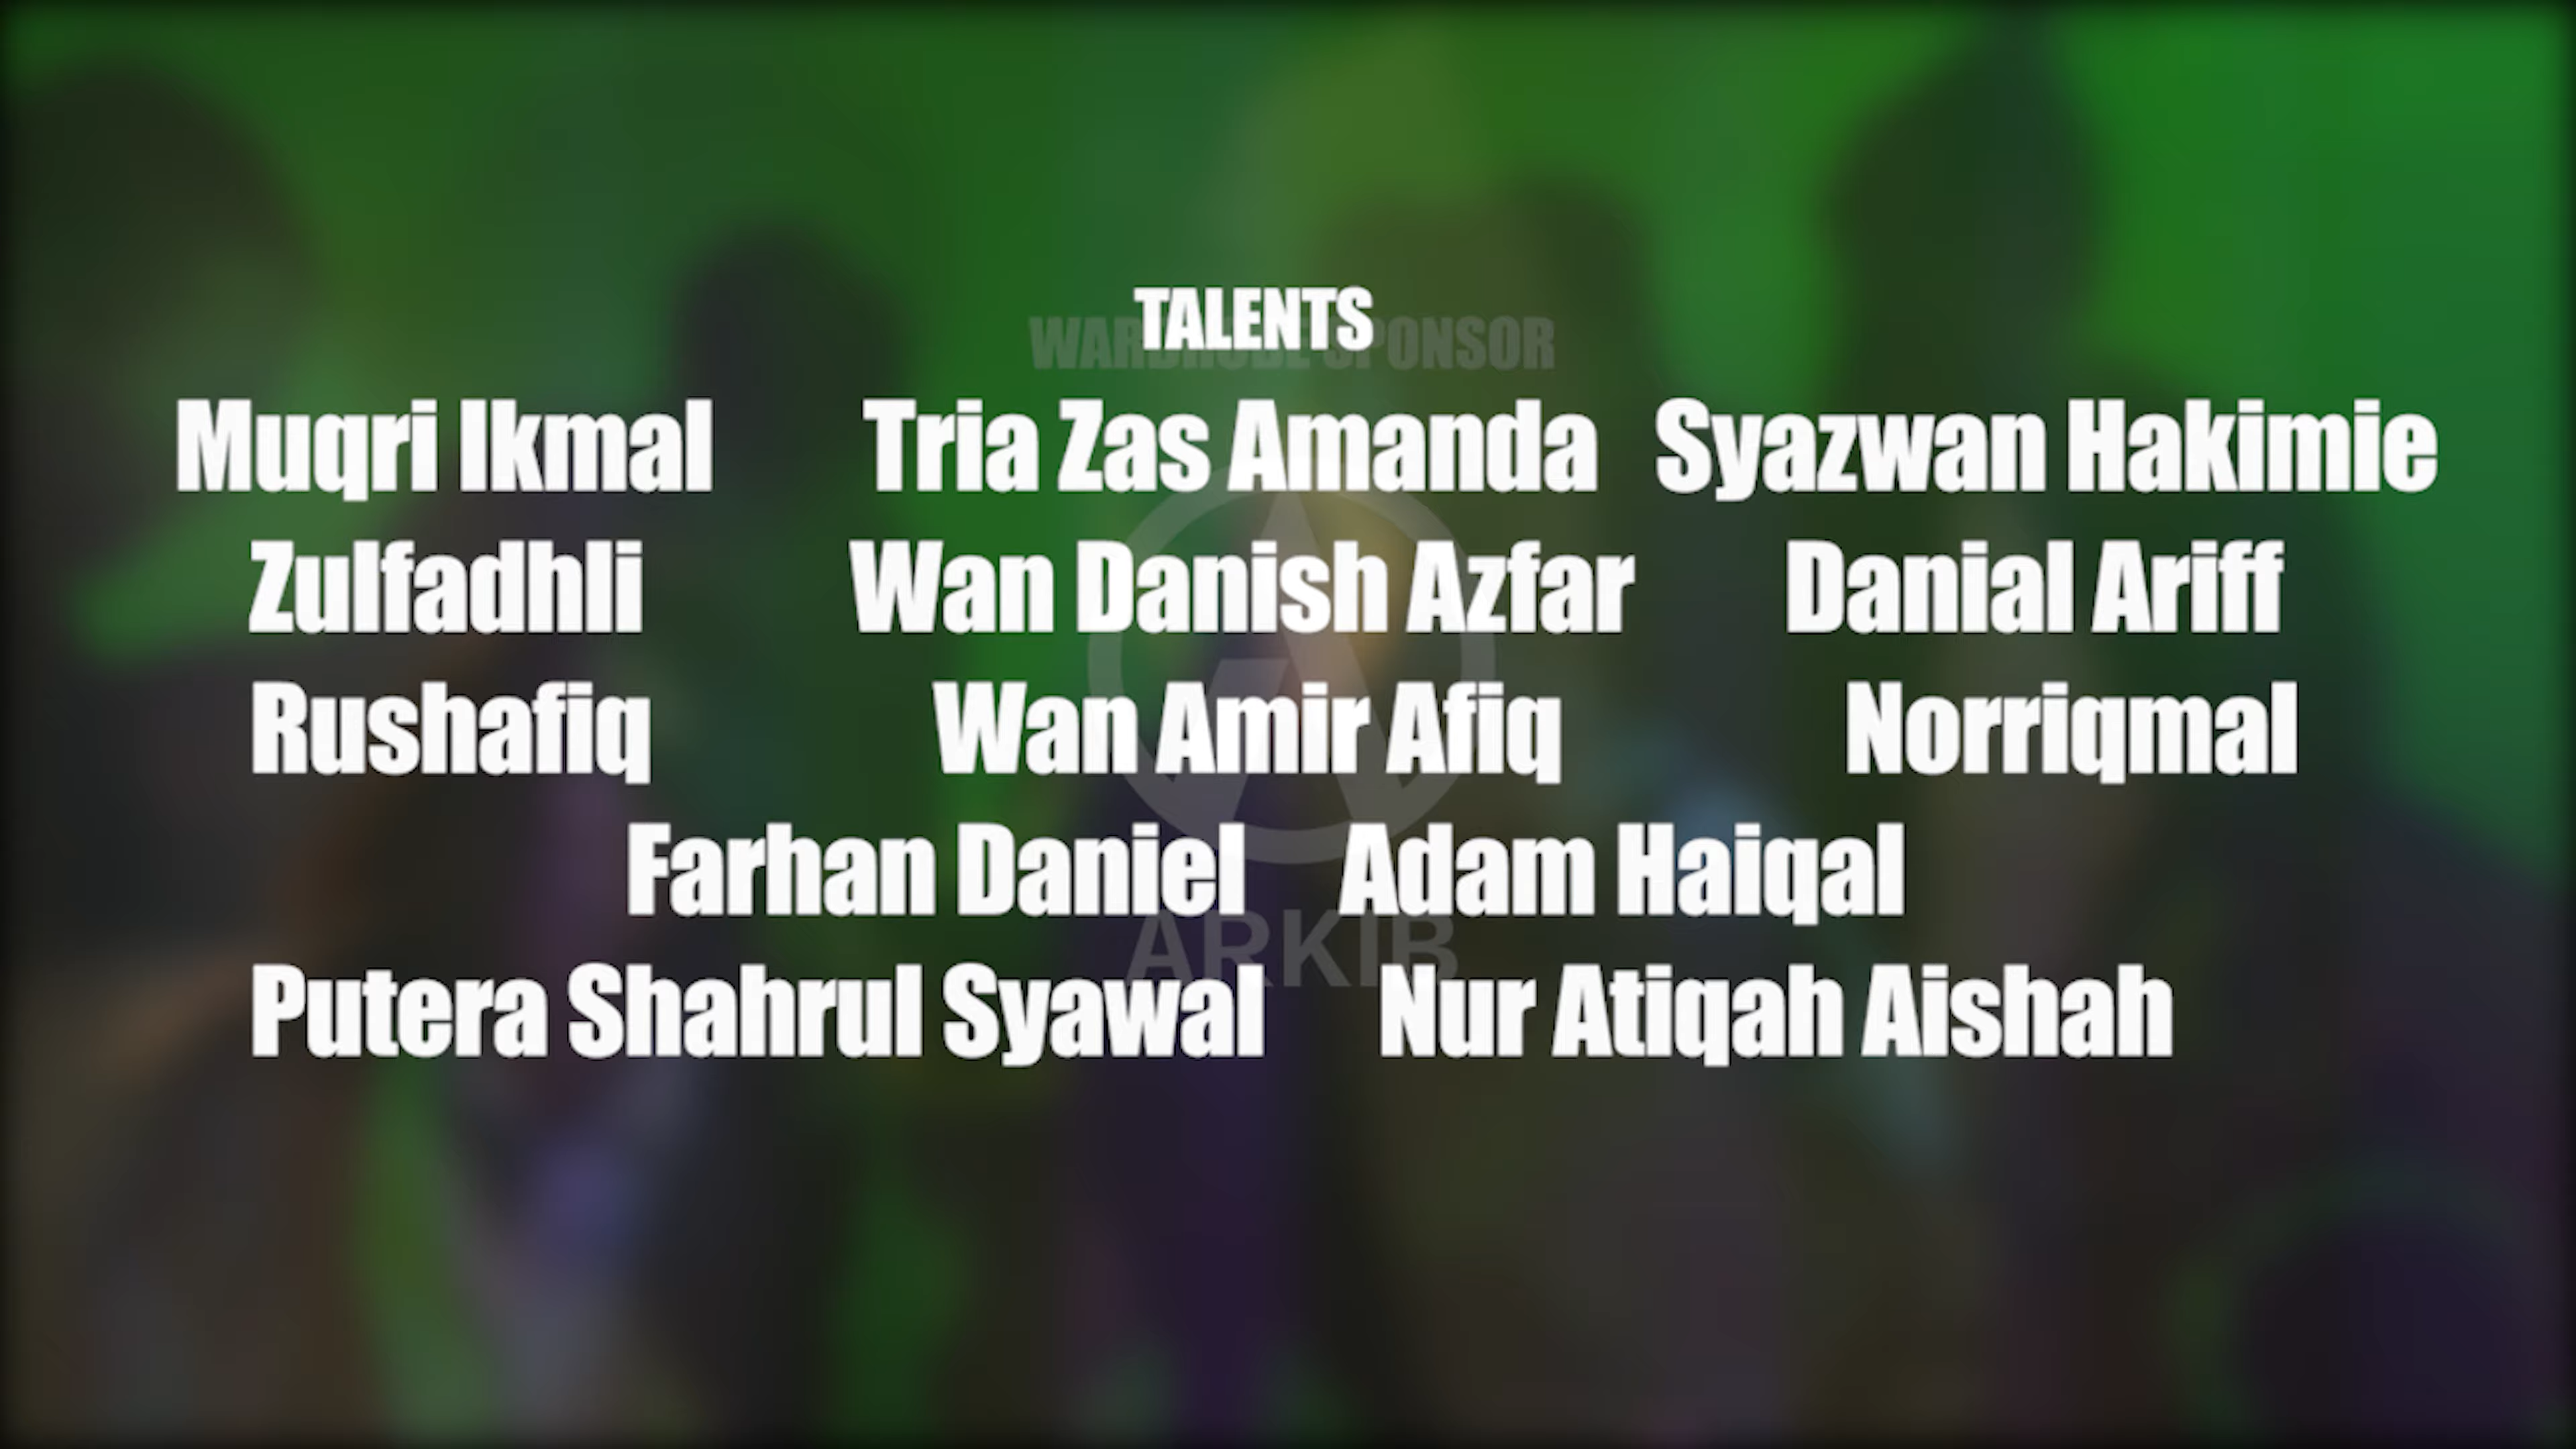 TALENTS
WARDROBE SPONSOR
Muqri Ikmal Tria Zas Amanda Syazwan Hakimie
Zulfadhli Wan Danish Azfar Danial Ariff
Rushafiq Wan Amir Afiq Norriqmal
Farhan Daniel Adam Haiqal
ARKIB
Putera Shahrul Syawal Nur Atiqah Aishah